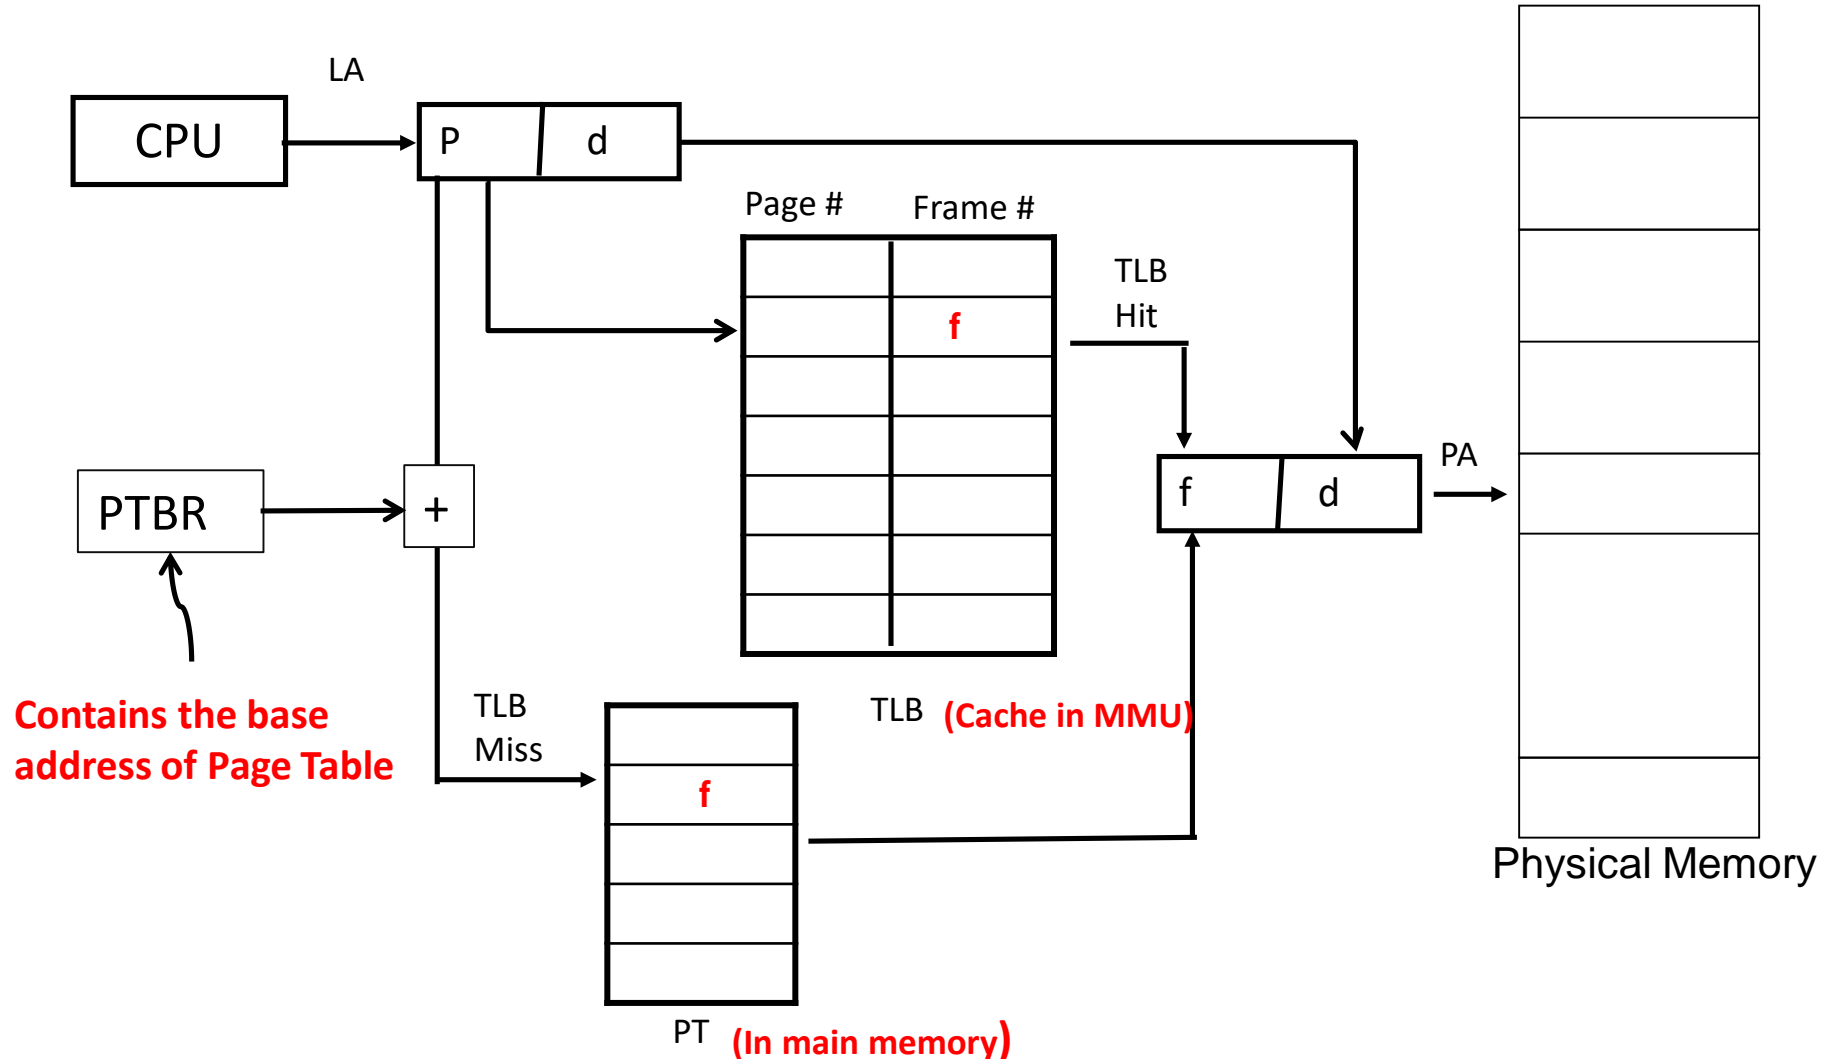 LA
CPU
P
d
Page #
Frame #
TLB
Hit
f
PA
f
d
PTBR
+
Contains the base
address of Page Table
TLB
Miss
TLB (Cache in MMU)
f
Physical Memory
PT (In main memory)